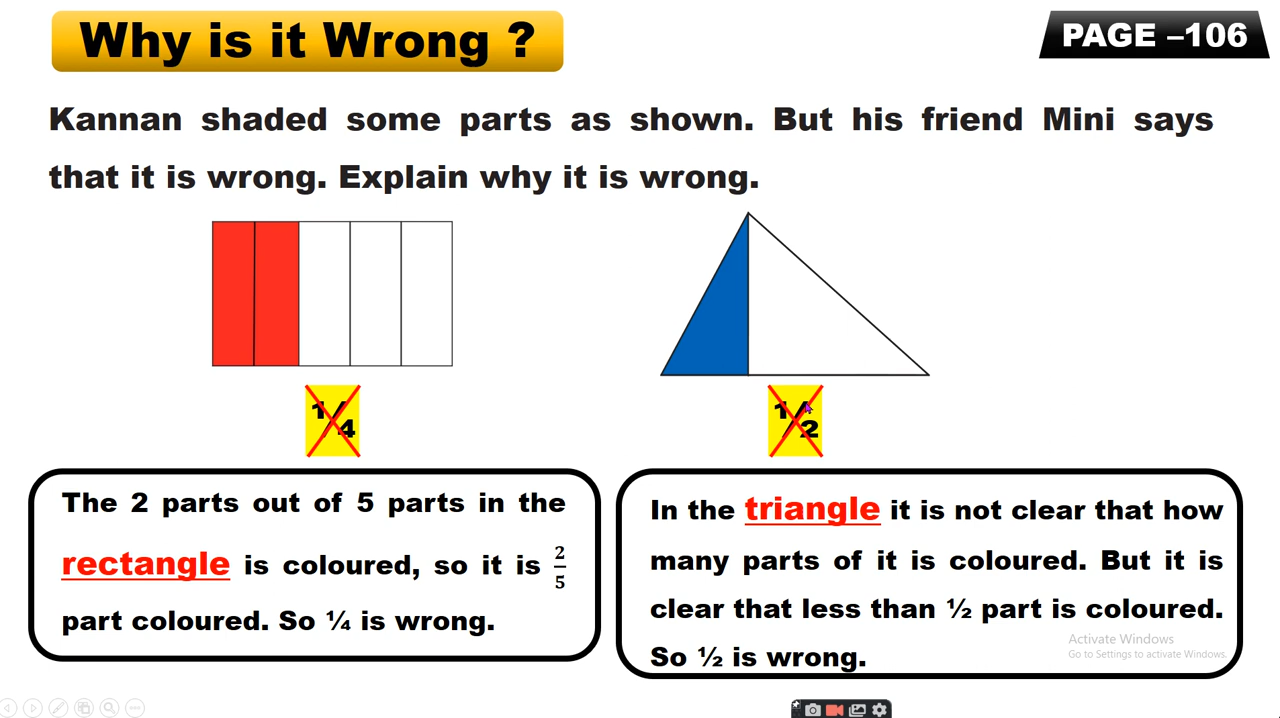 Why is it Wrong ?
PAGE –106
Kannan shaded some parts as shown. But his friend Mini says
that it is wrong. Explain why it is wrong.
1/4
1/2
The 2 parts out of 5 parts in the
rectangle is coloured, so it is 2/5
part coloured. So ¼ is wrong.
In the triangle it is not clear that how
many parts of it is coloured. But it is
clear that less than ½ part is coloured.
So ½ is wrong.
Activate Windows
Go to Settings to activate Windows.